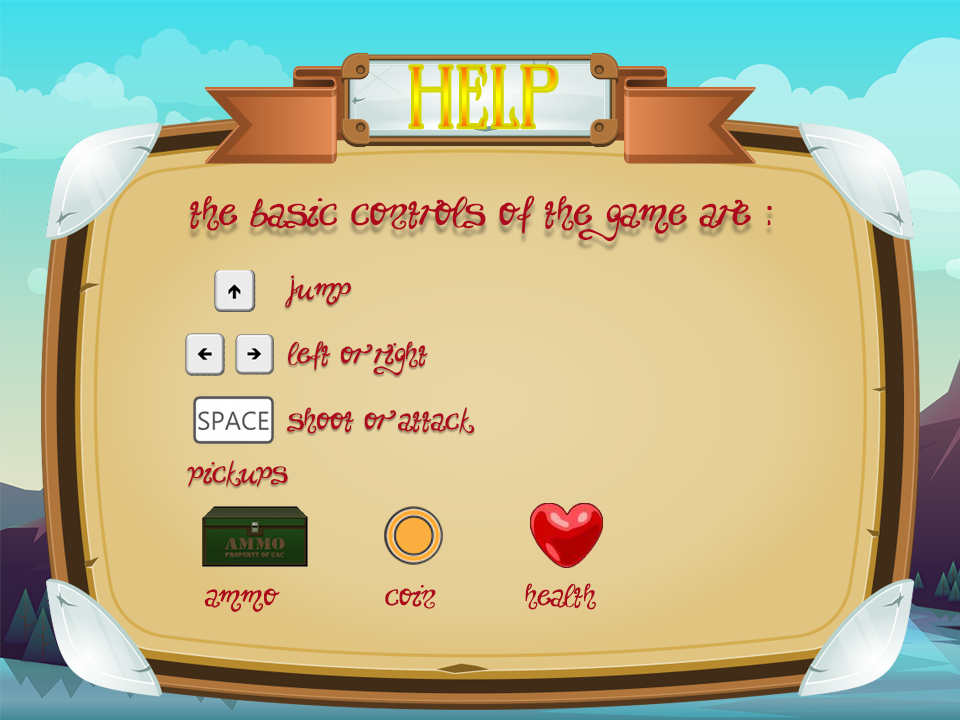 HELP
the basic controls of the game are :
jump
left or right
SPACE shoot or attack
pickups
AMMO
PROPERTY OF UAC
ammo coin health